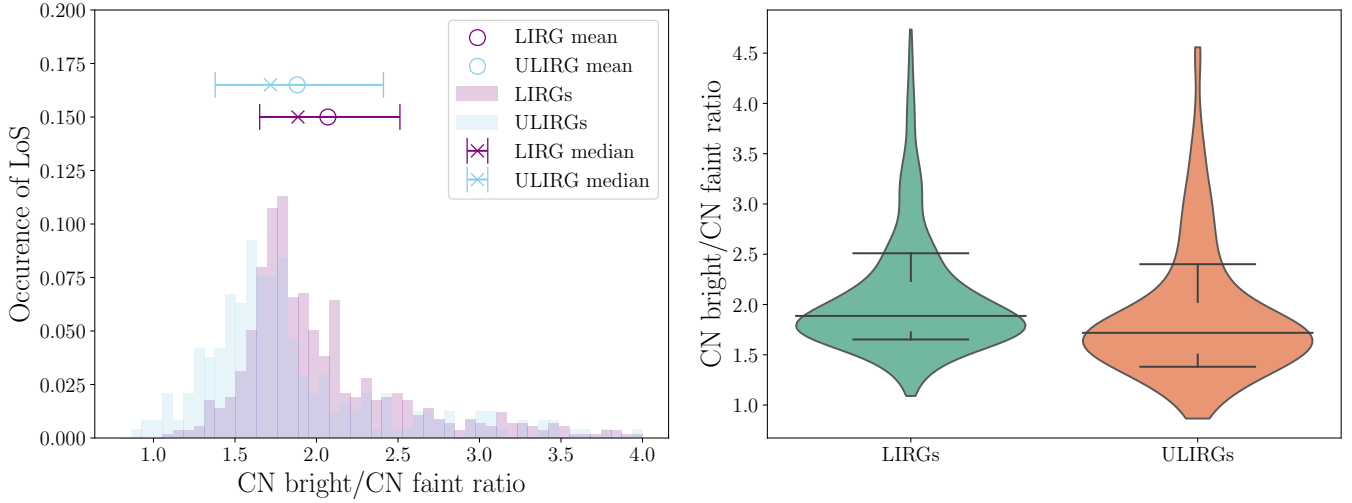 0.200
0.175
0.150
0.125
0.100
0.075
0.050
0.025
0.000
Occurence of LoS
1.0 1.5 2.0 2.5 3.0 3.5 4.0
CN bright/CN faint ratio
LIRG mean
ULIRG mean
LIRGs
ULIRGs
LIRG median
ULIRG median
4.5
4.0
3.5
3.0
2.5
2.0
1.5
1.0
CN bright/CN faint ratio
LIRGs ULIRGs